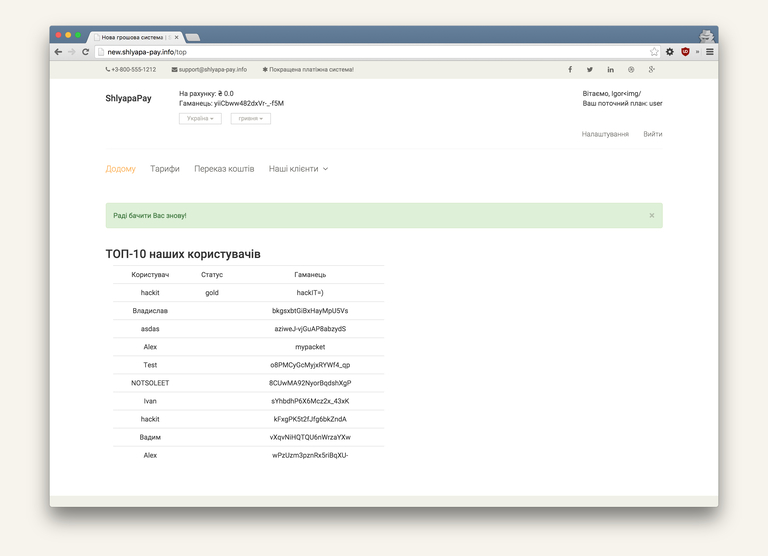 Нова грошова система |
new.shlyapa-pay.info/top
+3-800-555-1212 support@shlyapa-pay.info Покращена платіжна система!
ShlyapaPay
На рахунку: ₴ 0.0
Гаманець: yiiCbww482dxVr-_-f5M
Україна гривня
Вітаємо, Igor<img/
Ваш поточний план: user
Налаштування Вийти
Додому Тарифи Переказ коштів Наші клієнти
Раді бачити Вас знову! ×
ТОП-10 наших користувачів
Користувач Статус Гаманець
hackit gold hackIT=)
Владислав bkgsxbtGiBxHayMpU5Vs
asdas aziweJ-vjGuAP8abzydS
Alex mypacket
Test o8PMCyGcMyjxRYWf4_qp
NOTSOLEET 8CUwMA92NyorBqdshXgP
Ivan sYhbdhP6X6Mcz2x_43xK
hackit kFxgPK5t2fJfg6bkZndA
Вадим vXqvNiHQTQU6nWrzaYXw
Alex wPzUzm3pznRx5riBqXU-